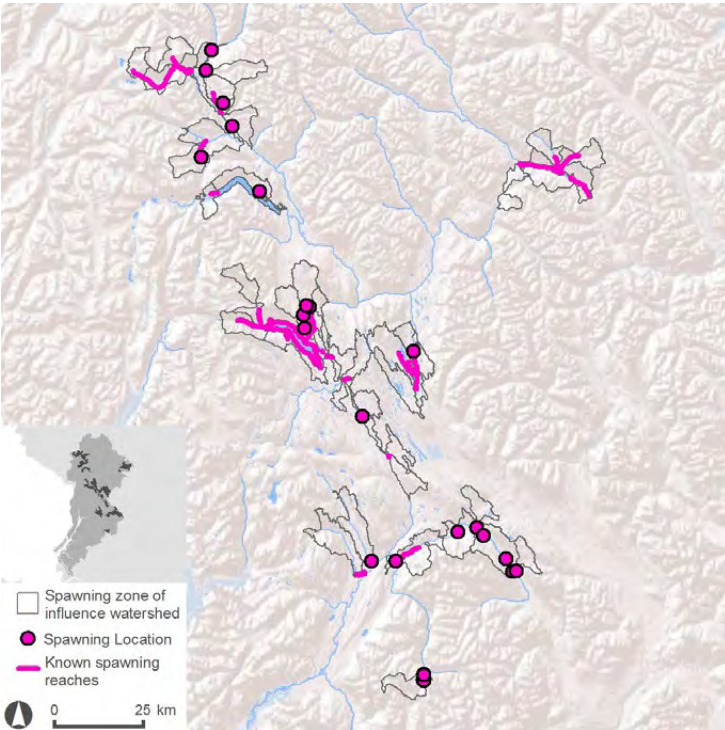 Spawning zone of
influence watershed
Spawning Location
Known spawning
reaches
0 25 km